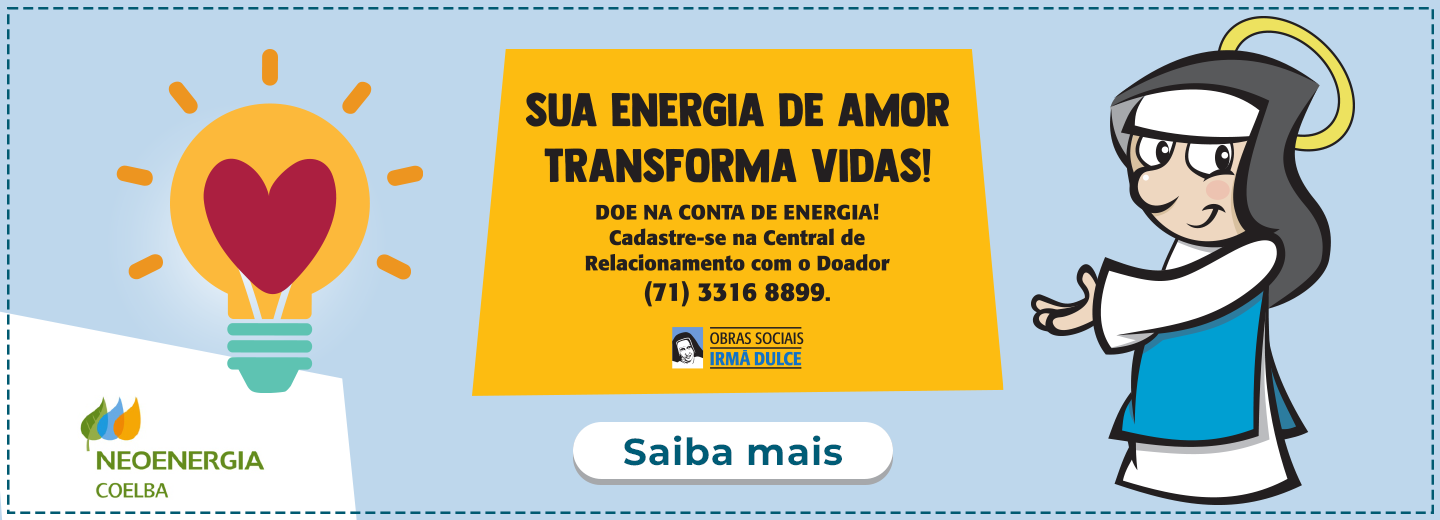 SUA ENERGIA DE AMOR
TRANSFORMA VIDAS!
DOE NA CONTA DE ENERGIA!
Cadastre-se na Central de
Relacionamento com o Doador
(71) 3316 8899.
OBRAS SOCIAIS
IRMÃ DULCE
Saiba mais
NEOENERGIA
COELBA